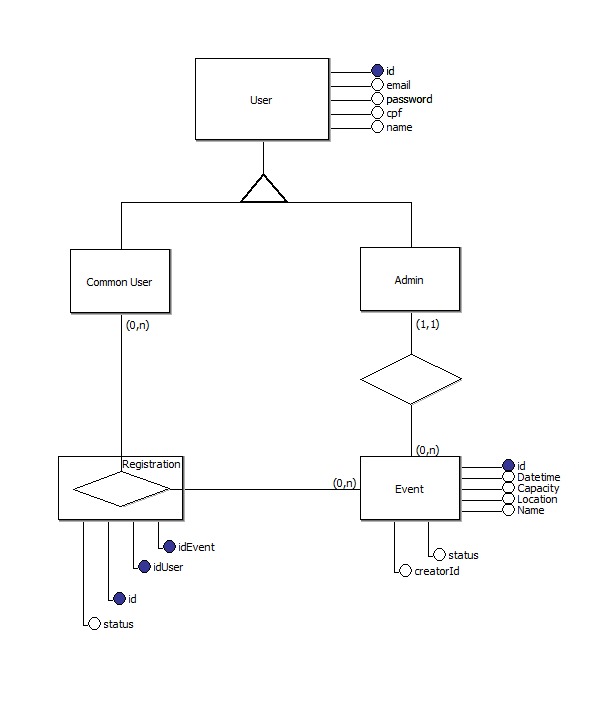 User
id
email
password
cpf
name
Common User
Admin
(0,n)
(1,1)
(0,n)
Registration
(0,n)
Event
id
Datetime
Capacity
Location
Name
status
creatorId
idEvent
idUser
id
status